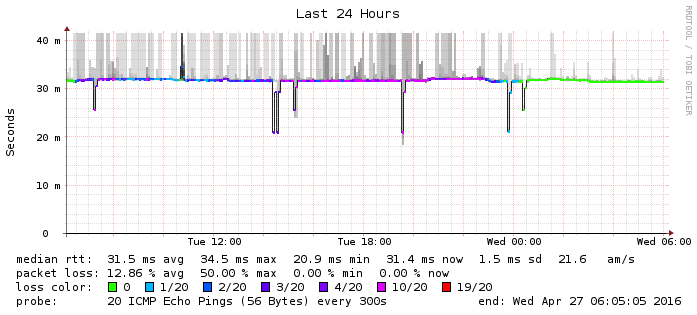 Last 24 Hours
RRDTOOL / TOBI OETIKER
Seconds
40 m
30 m
20 m
10 m
0
Tue 12:00 Tue 18:00 Wed 00:00 Wed 06:00
median rtt: 31.5 ms avg 34.5 ms max 20.9 ms min 31.4 ms now 1.5 ms sd 21.6 am/s
packet loss: 12.86 % avg 50.00 % max 0.00 % min 0.00 % now
loss color: 0 1/20 2/20 3/20 4/20 10/20 19/20
probe: 20 ICMP Echo Pings (56 Bytes) every 300s end: Wed Apr 27 06:05:05 2016